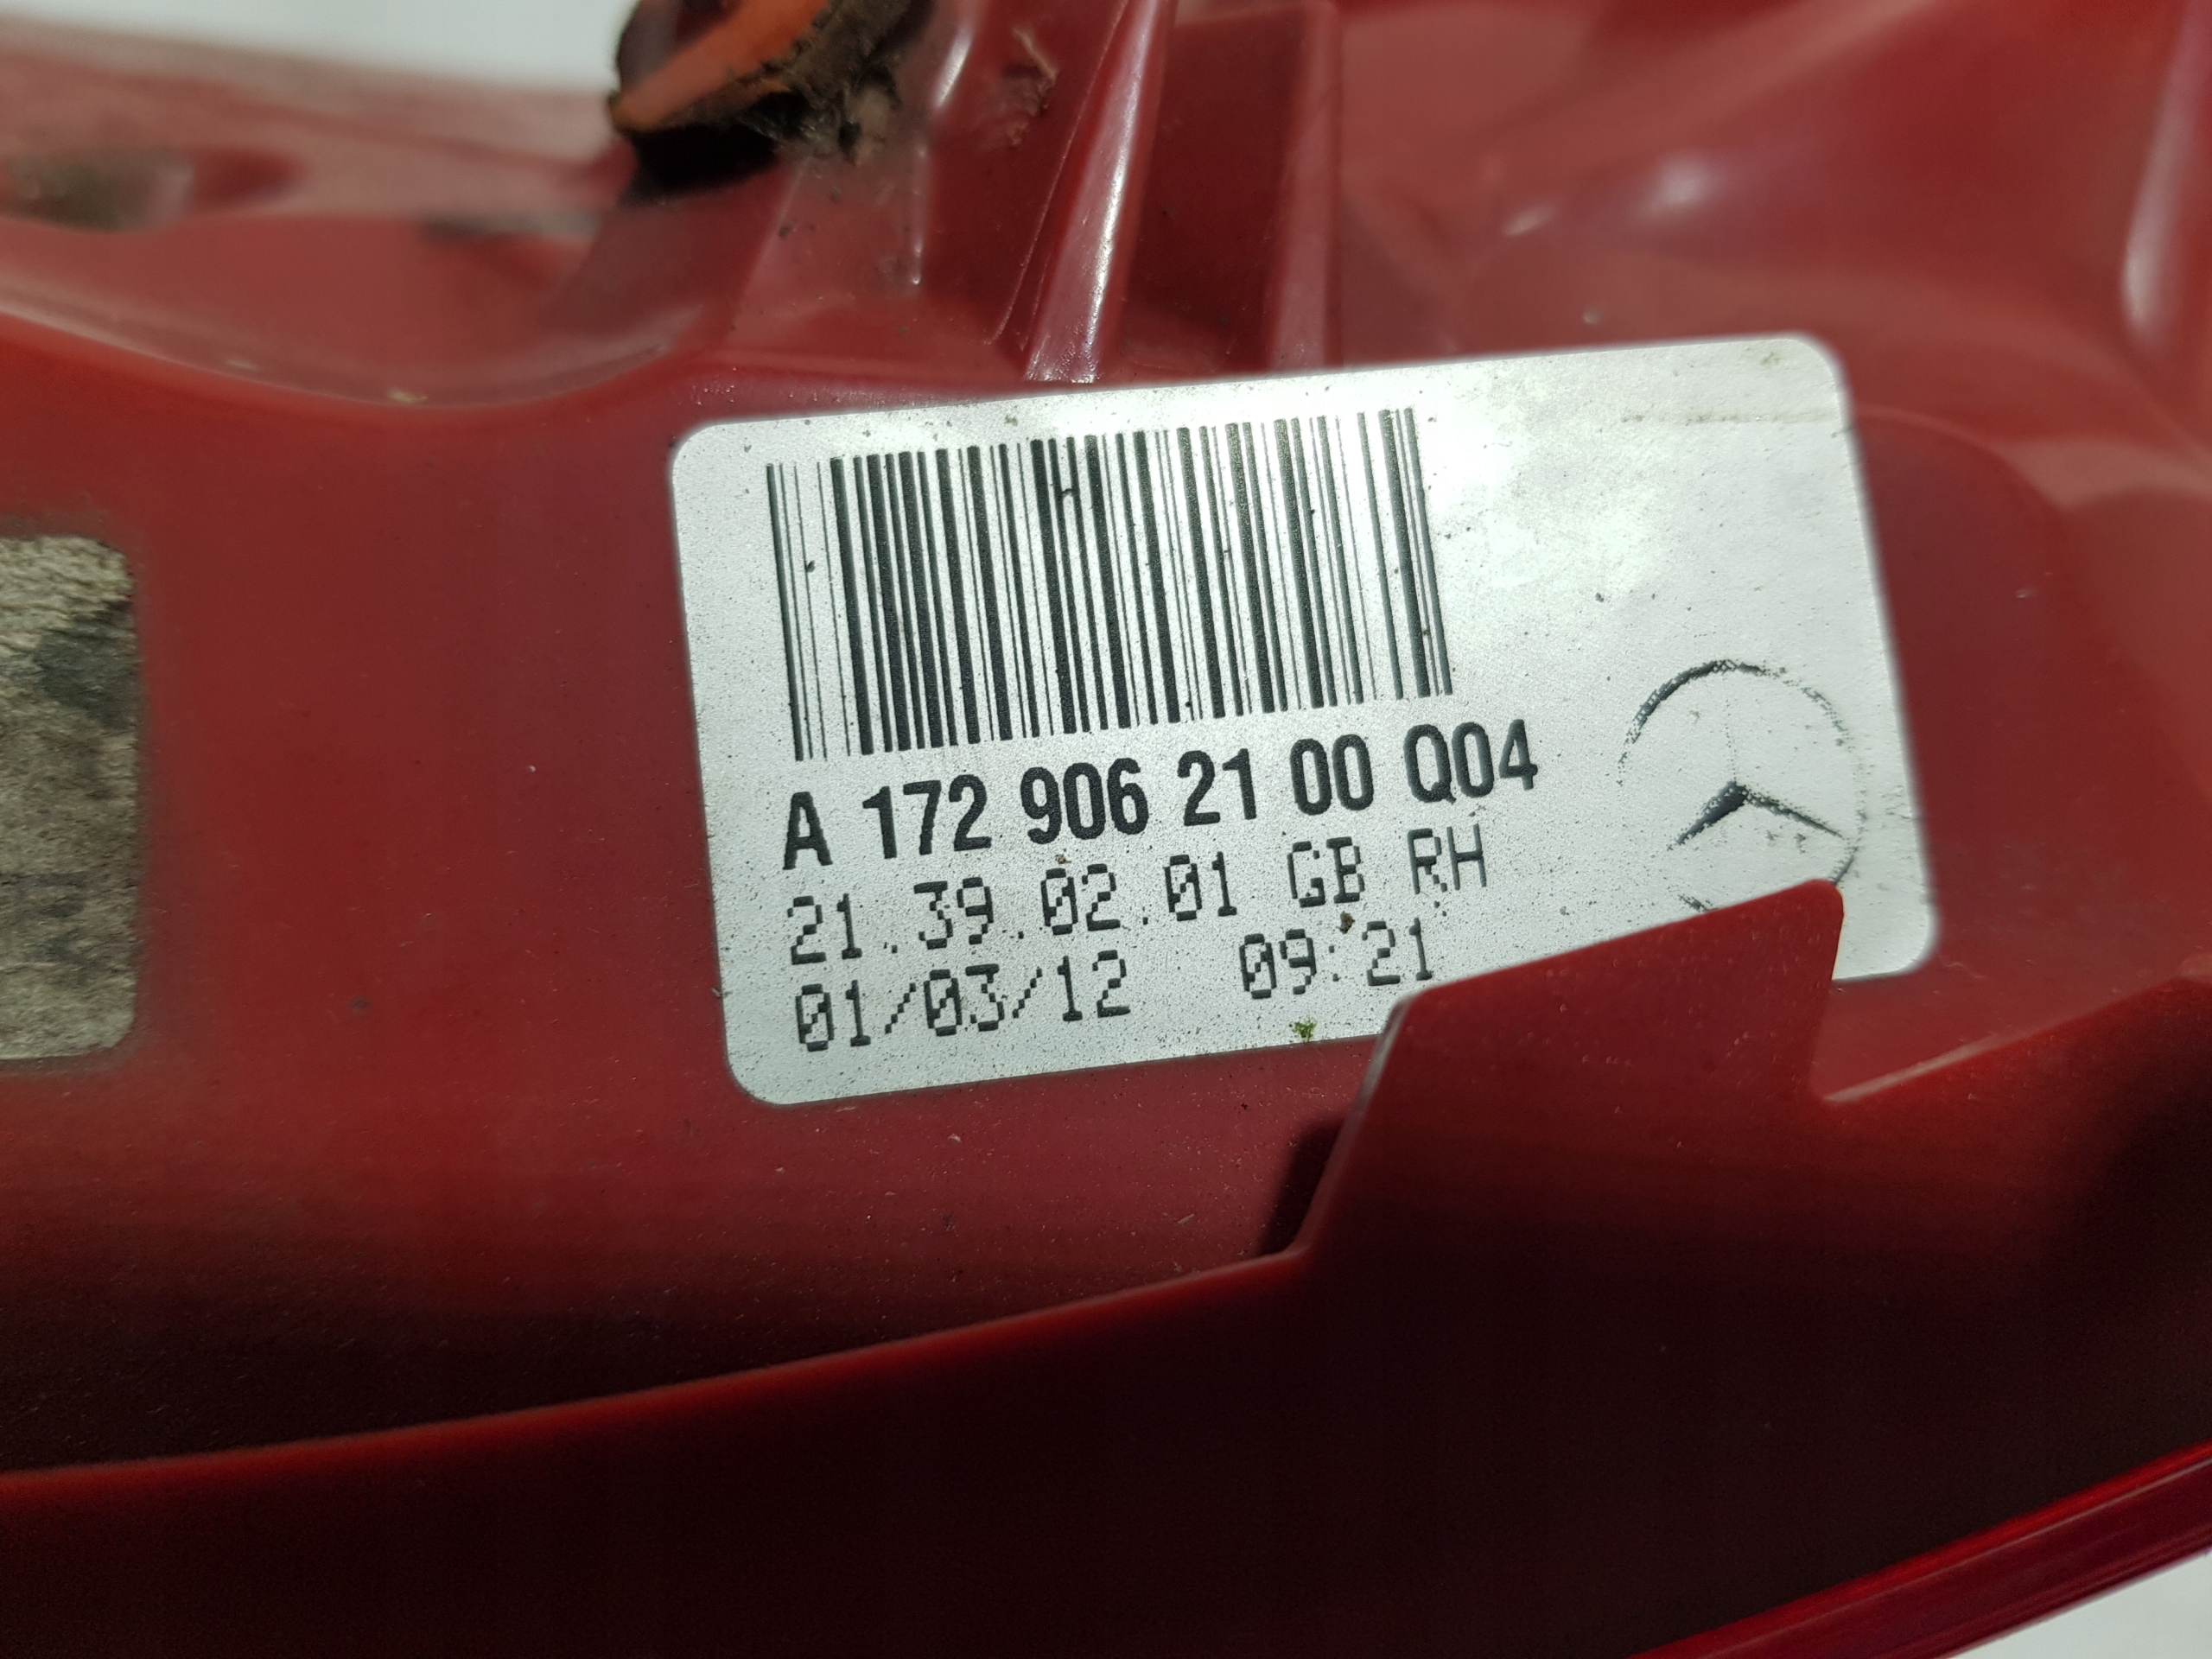 A 172 906 21 00 Q04
21.39.02.01 GB RH
01/03/12 09:21